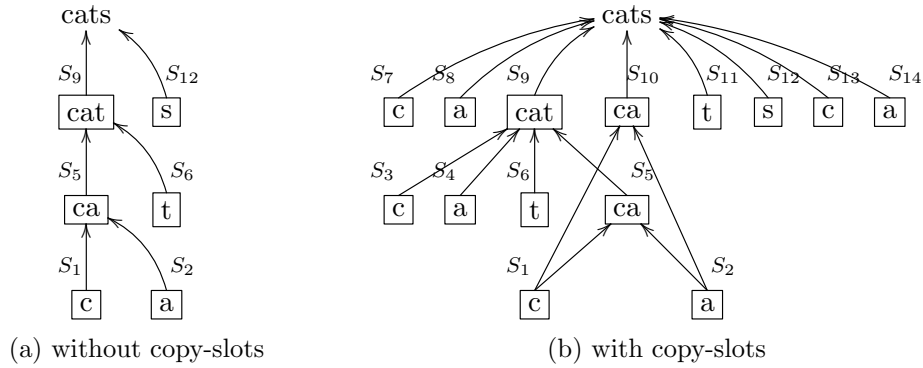 cats cats
S9 S12 S7 S8 S9 S10 S11 S12 S13 S14
cat s c a cat ca t s c a
S5 S6 S3 S4 S6 S5
ca t c a t ca
S1 S2 S1 S2
c a c a
(a) without copy-slots (b) with copy-slots